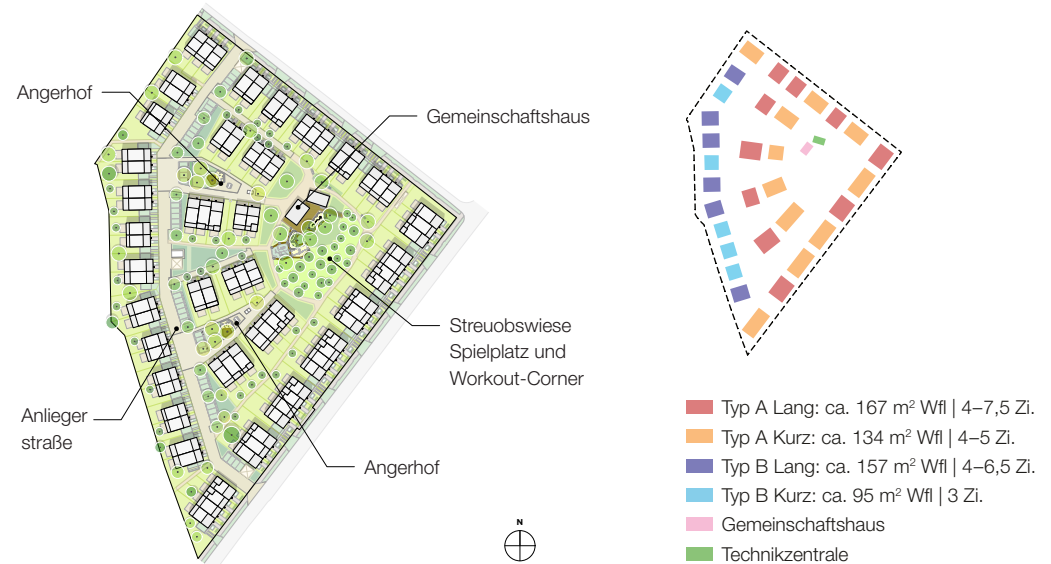 Angerhof
Gemeinschaftshaus
Streuobswiese
Spielplatz und
Workout-Corner
Anlieger
straße
Angerhof
N
Typ A Lang: ca. 167 m² Wfl | 4–7,5 Zi.
Typ A Kurz: ca. 134 m² Wfl | 4–5 Zi.
Typ B Lang: ca. 157 m² Wfl | 4–6,5 Zi.
Typ B Kurz: ca. 95 m² Wfl | 3 Zi.
Gemeinschaftshaus
Technikzentrale